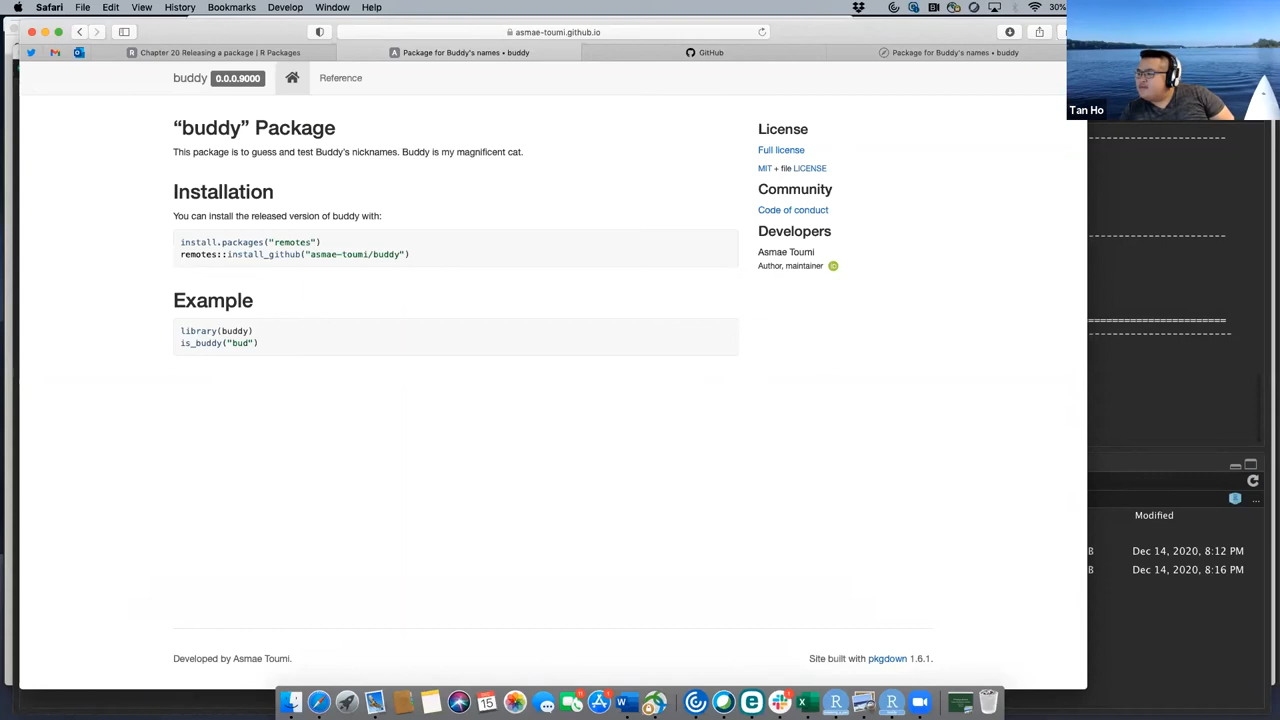 Safari File Edit View History Bookmarks Develop Window Help 30%
asmae-toumi.github.io
Chapter 20 Releasing a package | R Packages
Package for Buddy's names • buddy
GitHub
Package for Buddy's names • buddy
Tan Ho
buddy 0.0.0.9000 Reference
“buddy” Package
This package is to guess and test Buddy's nicknames. Buddy is my magnificent cat.
Installation
You can install the released version of buddy with:
install.packages("remotes")
remotes::install_github("asmae-toumi/buddy")
Example
library(buddy)
is_buddy("bud")
License
Full license
MIT + file LICENSE
Community
Code of conduct
Developers
Asmae Toumi
Author, maintainer iD
Modified
B Dec 14, 2020, 8:12 PM
B Dec 14, 2020, 8:16 PM
Developed by Asmae Toumi.
Site built with pkgdown 1.6.1.